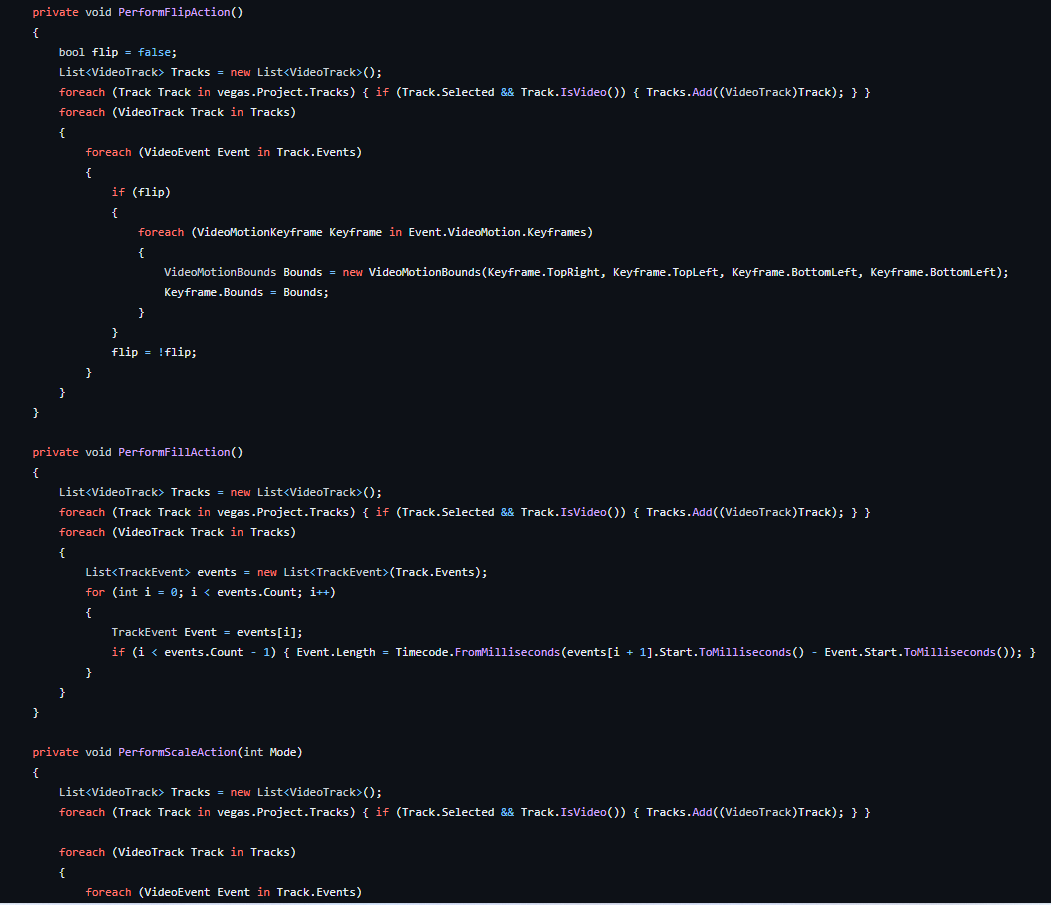 private void PerformFlipAction()
{
bool flip = false;
List<VideoTrack> Tracks = new List<VideoTrack>();
foreach (Track Track in vegas.Project.Tracks) { if (Track.Selected && Track.IsVideo()) { Tracks.Add((VideoTrack)Track); } }
foreach (VideoTrack Track in Tracks)
{
foreach (VideoEvent Event in Track.Events)
{
if (flip)
{
foreach (VideoMotionKeyframe Keyframe in Event.VideoMotion.Keyframes)
{
VideoMotionBounds Bounds = new VideoMotionBounds(Keyframe.TopRight, Keyframe.TopLeft, Keyframe.BottomLeft, Keyframe.BottomLeft);
Keyframe.Bounds = Bounds;
}
}
flip = !flip;
}
}
}
private void PerformFillAction()
{
List<VideoTrack> Tracks = new List<VideoTrack>();
foreach (Track Track in vegas.Project.Tracks) { if (Track.Selected && Track.IsVideo()) { Tracks.Add((VideoTrack)Track); } }
foreach (VideoTrack Track in Tracks)
{
List<TrackEvent> events = new List<TrackEvent>(Track.Events);
for (int i = 0; i < events.Count; i++)
{
TrackEvent Event = events[i];
if (i < events.Count - 1) { Event.Length = Timecode.FromMilliseconds(events[i + 1].Start.ToMilliseconds() - Event.Start.ToMilliseconds()); }
}
}
}
private void PerformScaleAction(int Mode)
{
List<VideoTrack> Tracks = new List<VideoTrack>();
foreach (Track Track in vegas.Project.Tracks) { if (Track.Selected && Track.IsVideo()) { Tracks.Add((VideoTrack)Track); } }
foreach (VideoTrack Track in Tracks)
{
foreach (VideoEvent Event in Track.Events)